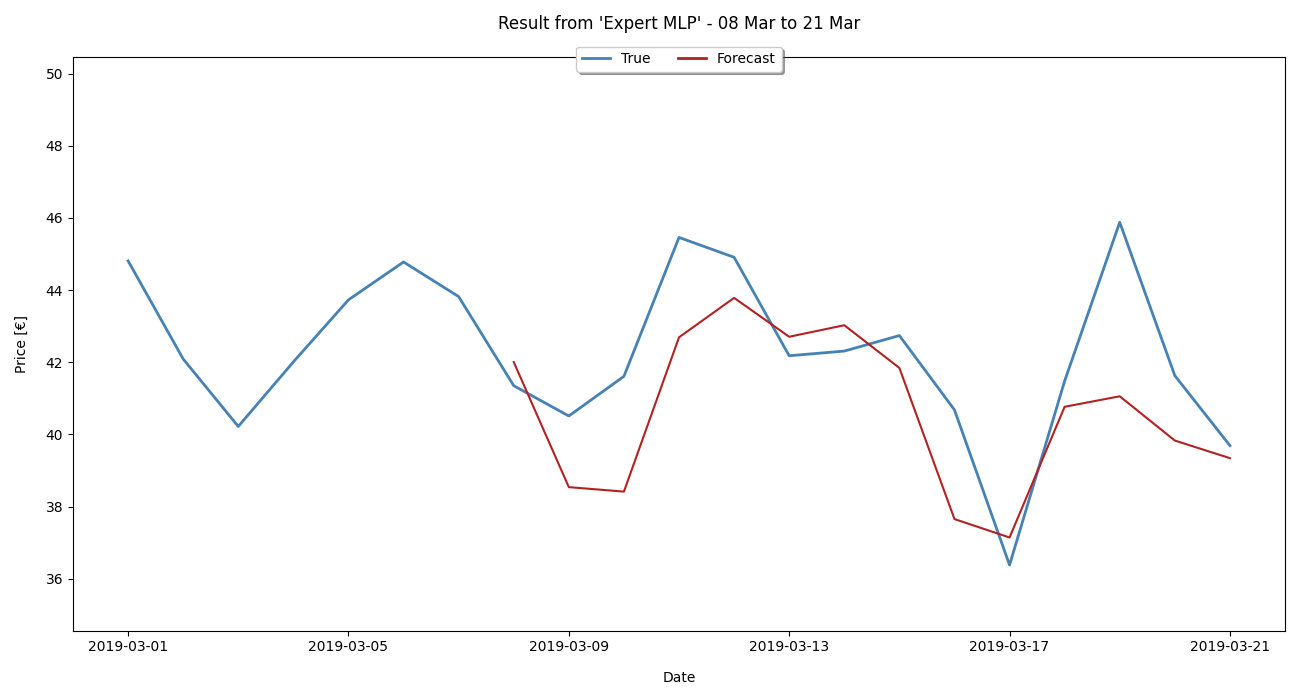 Result from 'Expert MLP' - 08 Mar to 21 Mar
True Forecast
50
48
46
44
42
40
38
36
Price [€]
2019-03-01 2019-03-05 2019-03-09 2019-03-13 2019-03-17 2019-03-21
Date